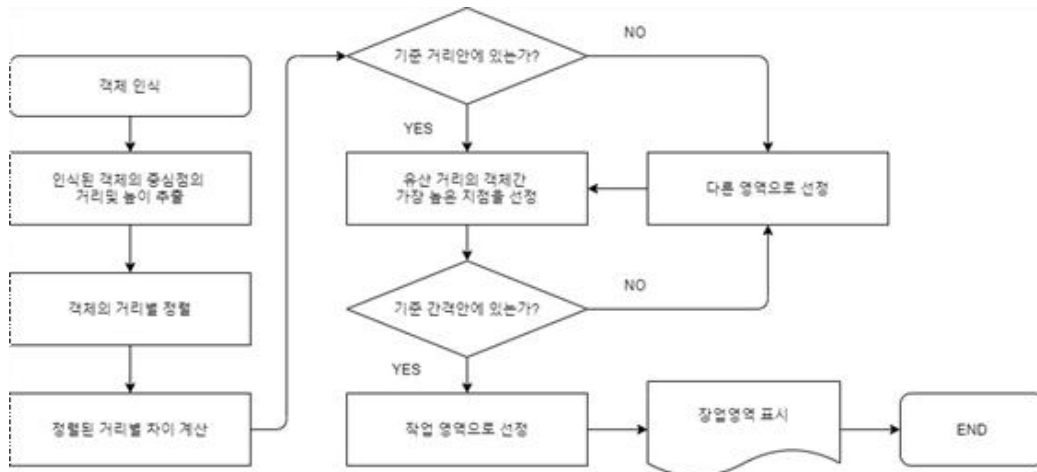 객체 인식
인식된 객체의 중심점의
거리및 높이 추출
객체의 거리별 정렬
정렬된 거리별 차이 계산
기준 거리안에 있는가?
NO
YES
유산 거리의 객체간
가장 높은 지점을 선정
다른 영역으로 선정
기준 간격안에 있는가?
NO
YES
작업 영역으로 선정
장업영역 표시
END